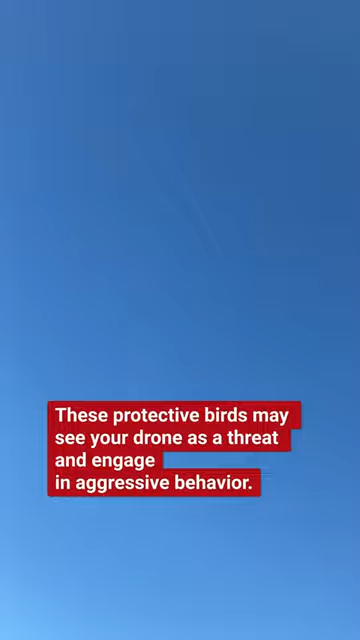 These protective birds may
see your drone as a threat
and engage
in aggressive behavior.